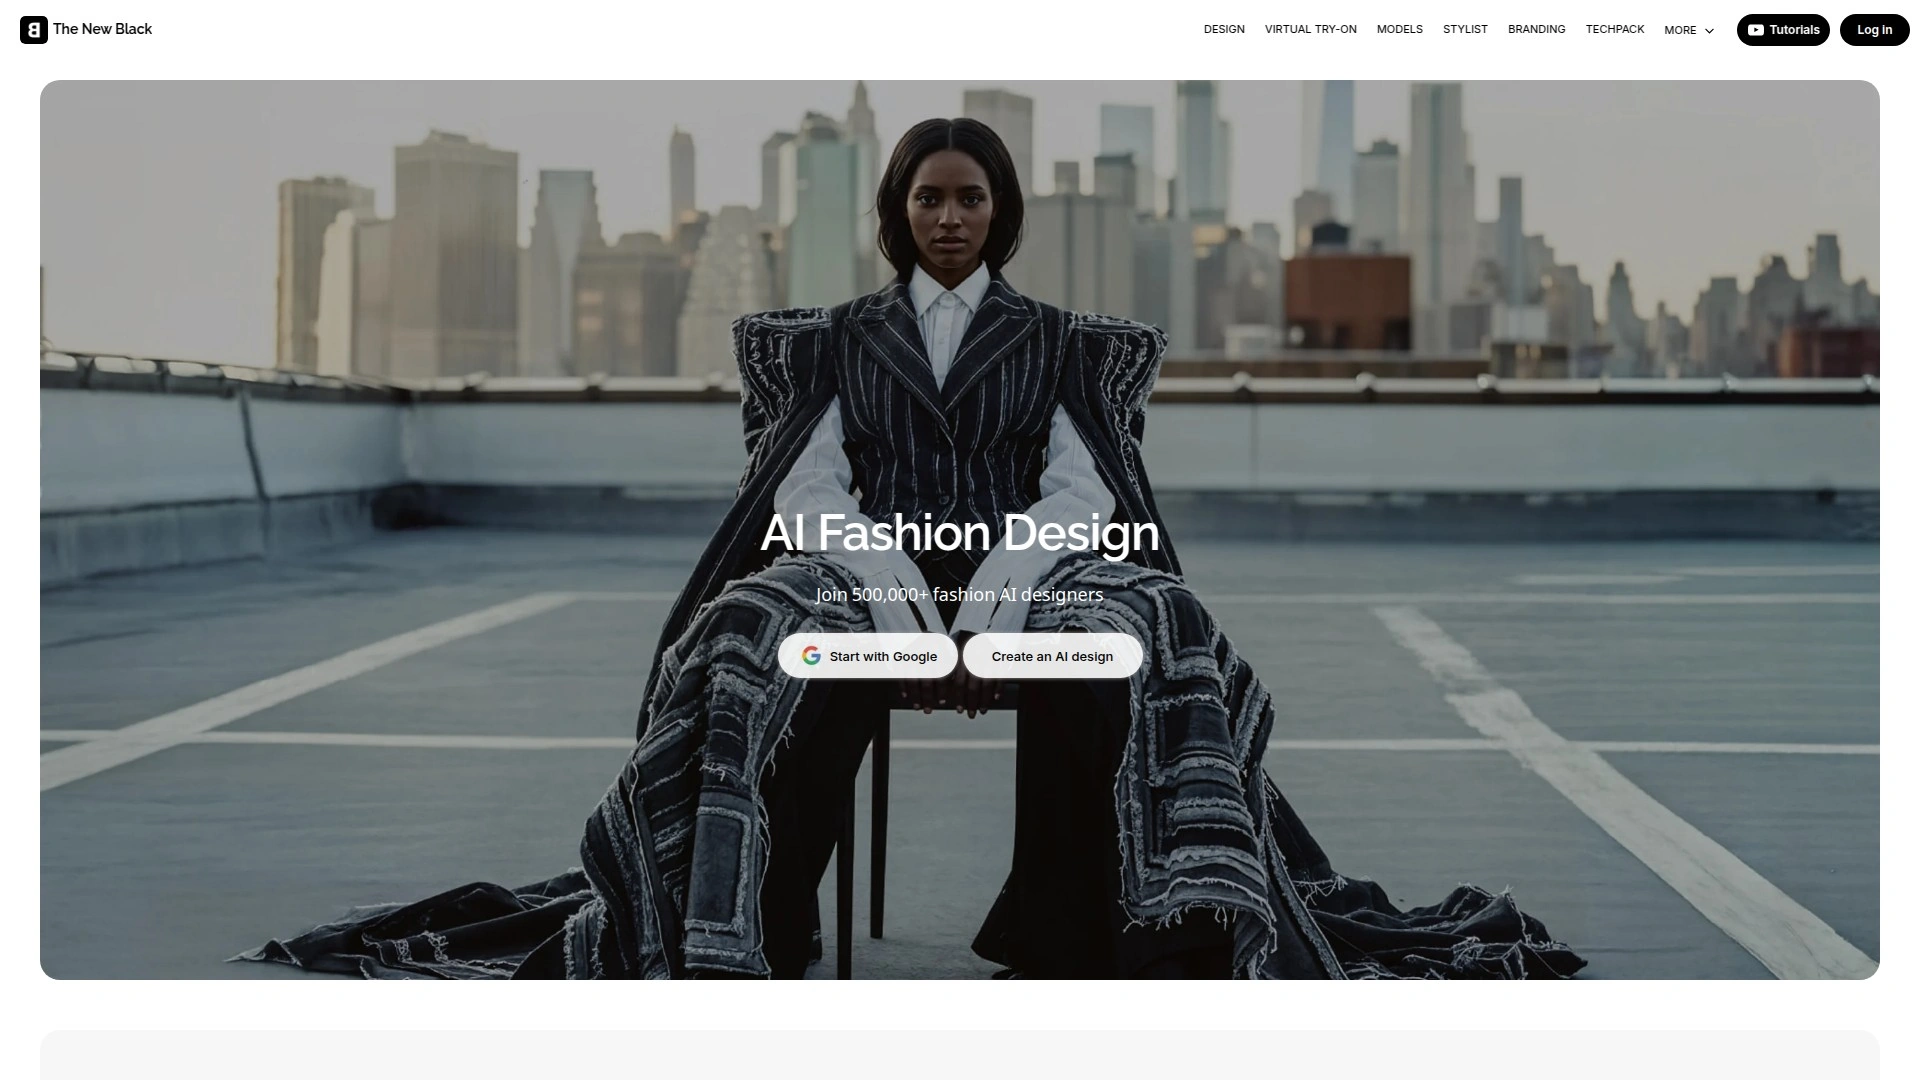 The New Black
DESIGN
VIRTUAL TRY-ON
MODELS
STYLIST
BRANDING
TECHPACK
MORE
Tutorials
Log In
AI Fashion Design
Join 500,000+ fashion AI designers
Start with Google
Create an AI design